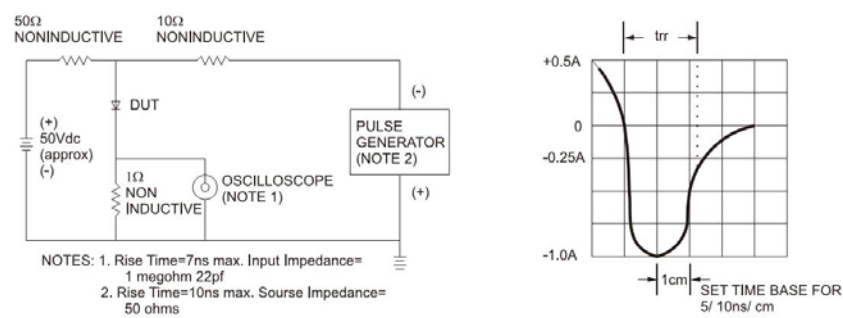 50Ω
NONINDUCTIVE
10Ω
NONINDUCTIVE
DUT
(+)
50Vdc
(approx)
(-)
1Ω
NON
INDUCTIVE
OSCILLOSCOPE
(NOTE 1)
(-)
PULSE
GENERATOR
(NOTE 2)
(+)
NOTES: 1. Rise Time=7ns max. Input Impedance=
1 megohm 22pf
2. Rise Time=10ns max. Sourse Impedance=
50 ohms
trr
+0.5A
0
-0.25A
-1.0A
1cm
SET TIME BASE FOR
5/ 10ns/ cm